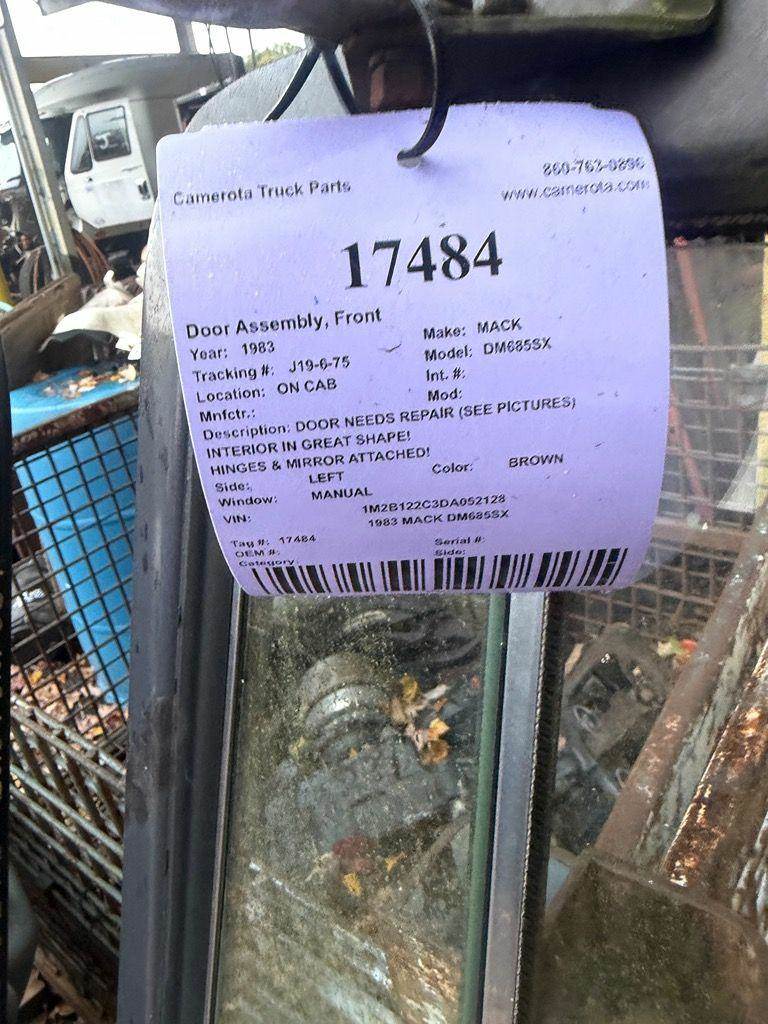 Camerota Truck Parts
860-763-0896
www.camerota.com
17484
Door Assembly, Front
Year: 1983
Make: MACK
Tracking #: J19-6-75
Model: DM685SX
Location: ON CAB
Int. #:
Mnfctr.:
Mod:
Description: DOOR NEEDS REPAIR (SEE PICTURES)
INTERIOR IN GREAT SHAPE!
HINGES & MIRROR ATTACHED!
Side: LEFT
Color: BROWN
Window: MANUAL
VIN: 1M2B122C3DA052128
1983 MACK DM685SX
Tag #: 17484
Serial #:
OEM #:
Side:
Category: